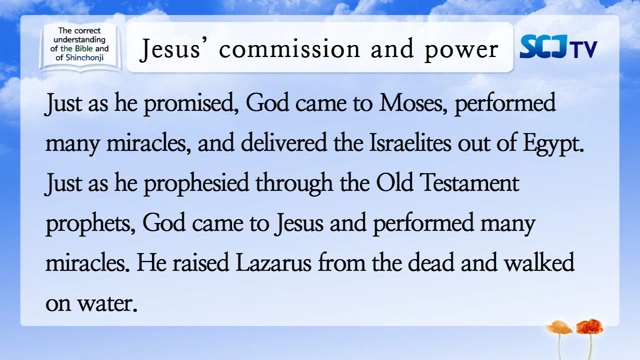 The correct
understanding
of the Bible and
of Shinchonji
Jesus’ commission and power
SCJ TV
Just as he promised, God came to Moses, performed
many miracles, and delivered the Israelites out of Egypt.
Just as he prophesied through the Old Testament
prophets, God came to Jesus and performed many
miracles. He raised Lazarus from the dead and walked
on water.